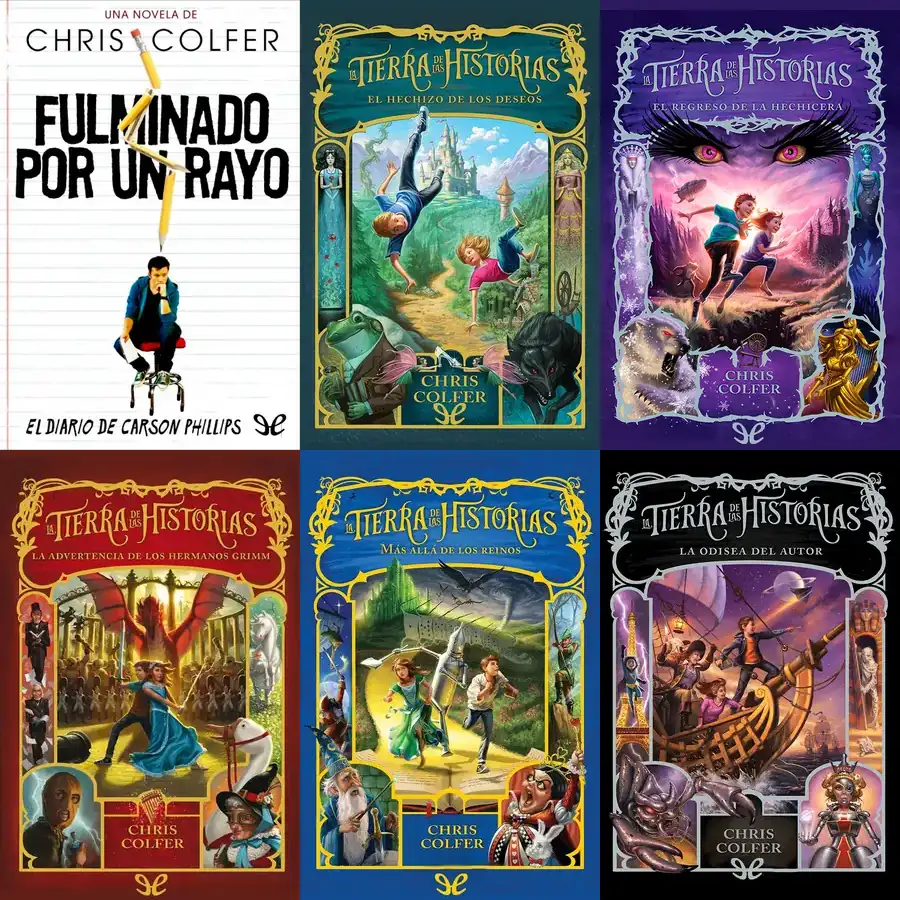 UNA NOVELA DE
CHRIS COLFER
FULMINADO
POR UN RAYO
EL DIARIO DE CARSON PHILLIPS
LA TIERRA DE LAS HISTORIAS
EL HECHIZO DE LOS DESEOS
CHRIS
COLFER
LA TIERRA DE LAS HISTORIAS
EL REGRESO DE LA HECHICERA
CHRIS
COLFER
LA TIERRA DE LAS HISTORIAS
LA ADVERTENCIA DE LOS HERMANOS GRIMM
CHRIS
COLFER
LA TIERRA DE LAS HISTORIAS
MÁS ALLÁ DE LOS REINOS
CHRIS
COLFER
LA TIERRA DE LAS HISTORIAS
LA ODISEA DEL AUTOR
CHRIS
COLFER